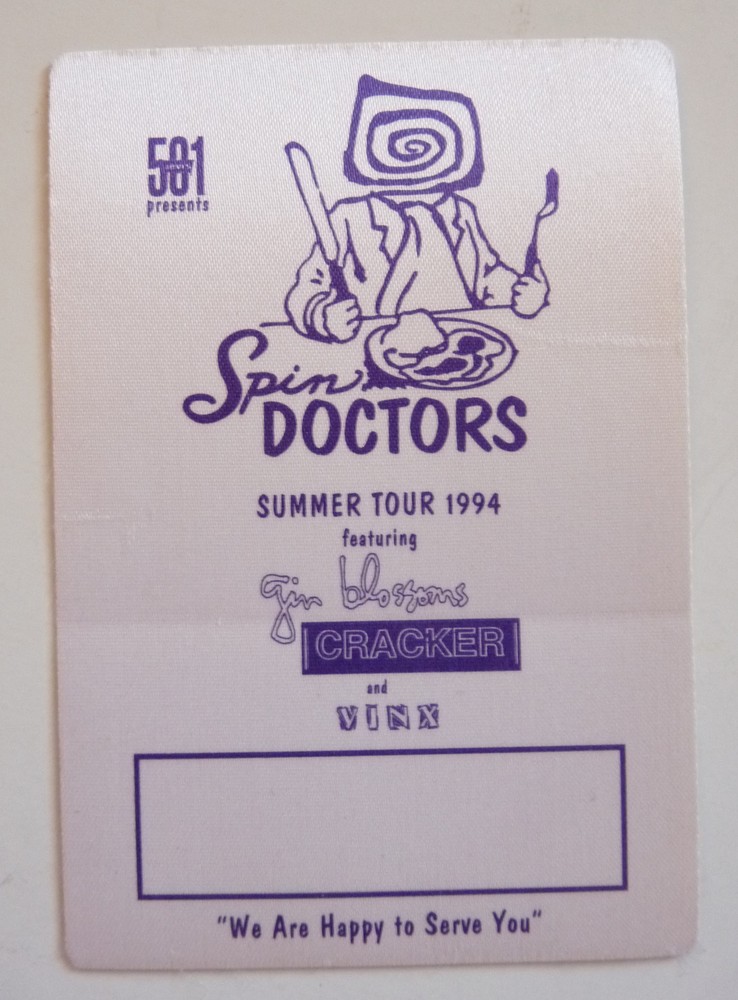 501
LEVI'S
presents
Spin
DOCTORS
SUMMER TOUR 1994
featuring
gin blossoms
CRACKER
and
VINX
"We Are Happy to Serve You"